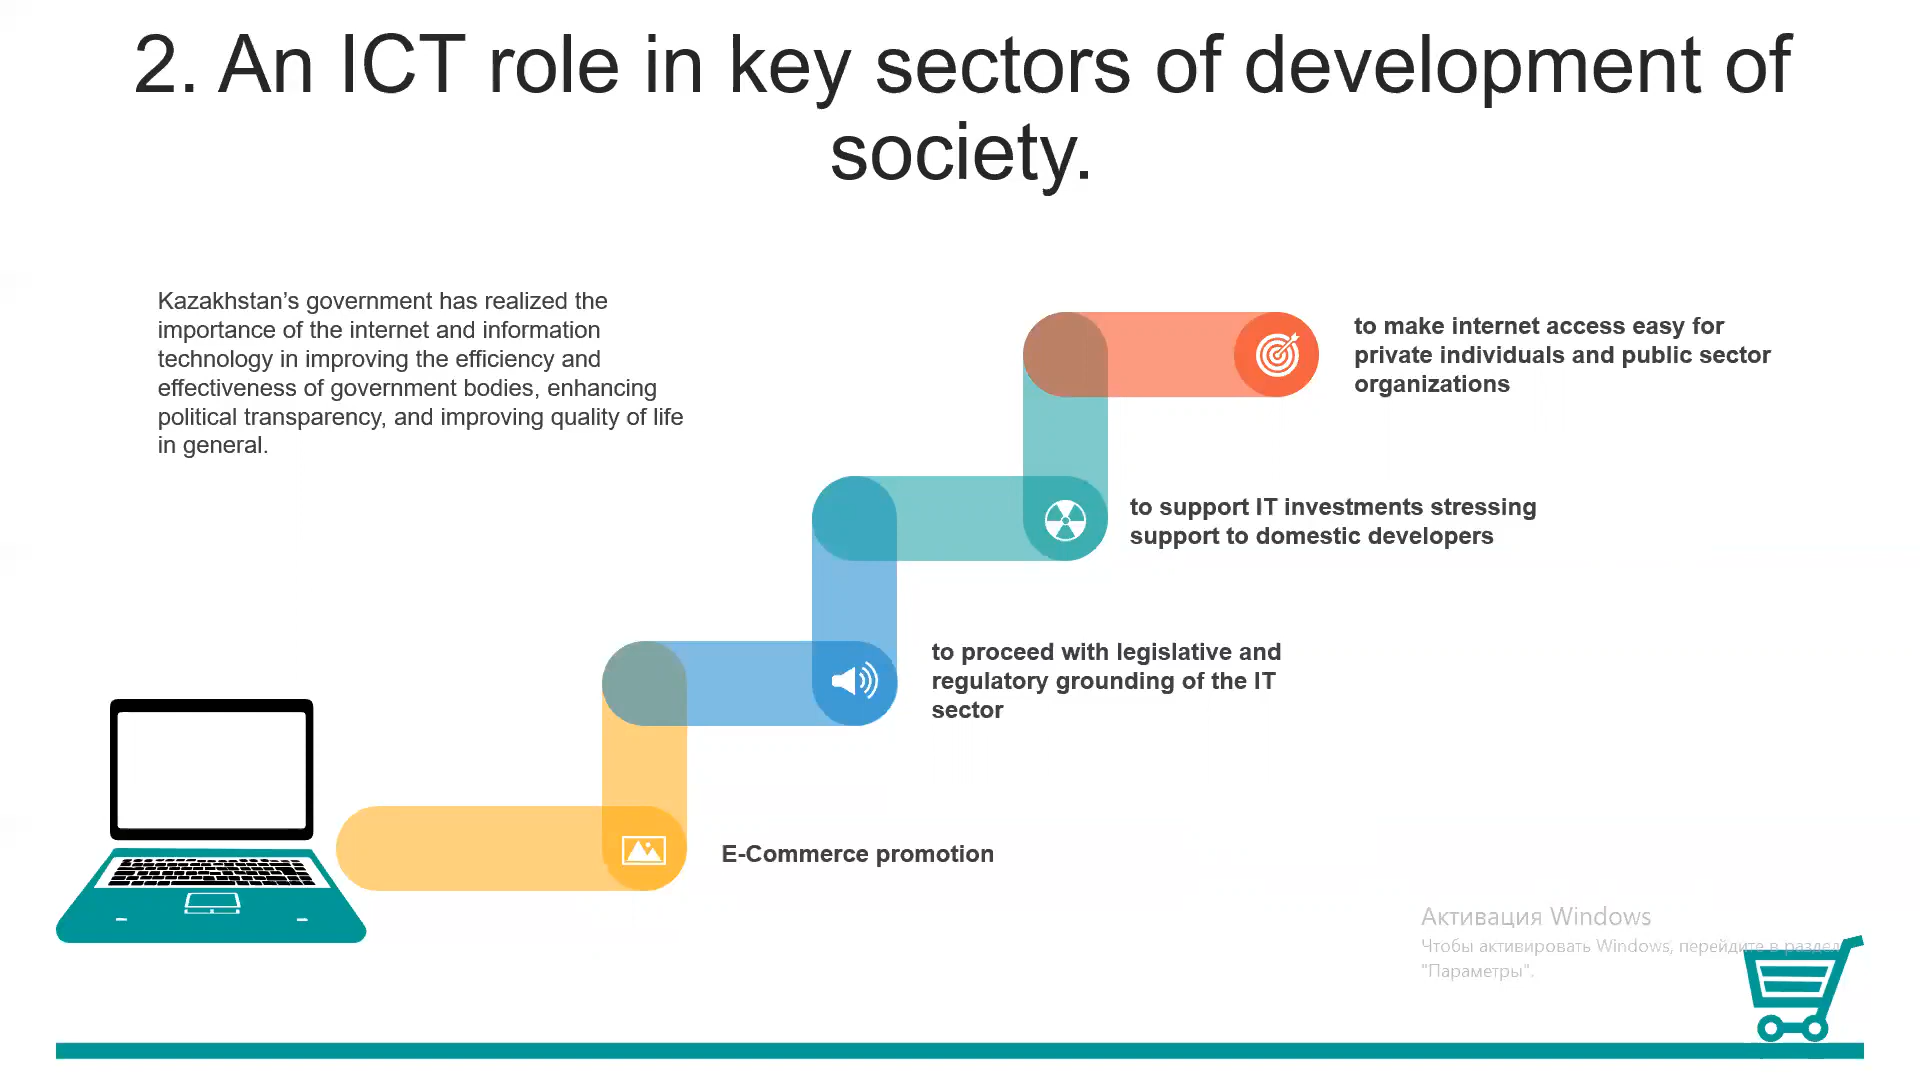 2. An ICT role in key sectors of development of
society.
Kazakhstan’s government has realized the
importance of the internet and information
technology in improving the efficiency and
effectiveness of government bodies, enhancing
political transparency, and improving quality of life
in general.
to make internet access easy for
private individuals and public sector
organizations
to support IT investments stressing
support to domestic developers
to proceed with legislative and
regulatory grounding of the IT
sector
E-Commerce promotion
Активация Windows
Чтобы активировать Windows, перейдите в раздел
"Параметры".